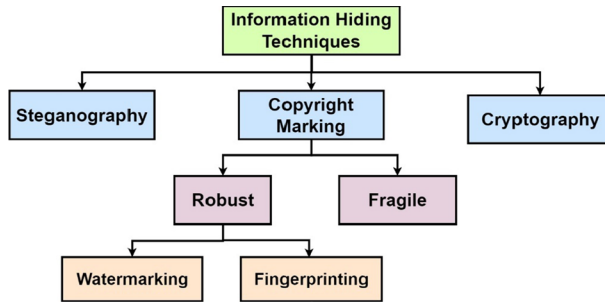 Information Hiding
Techniques
Steganography
Copyright
Marking
Cryptography
Robust
Fragile
Watermarking
Fingerprinting